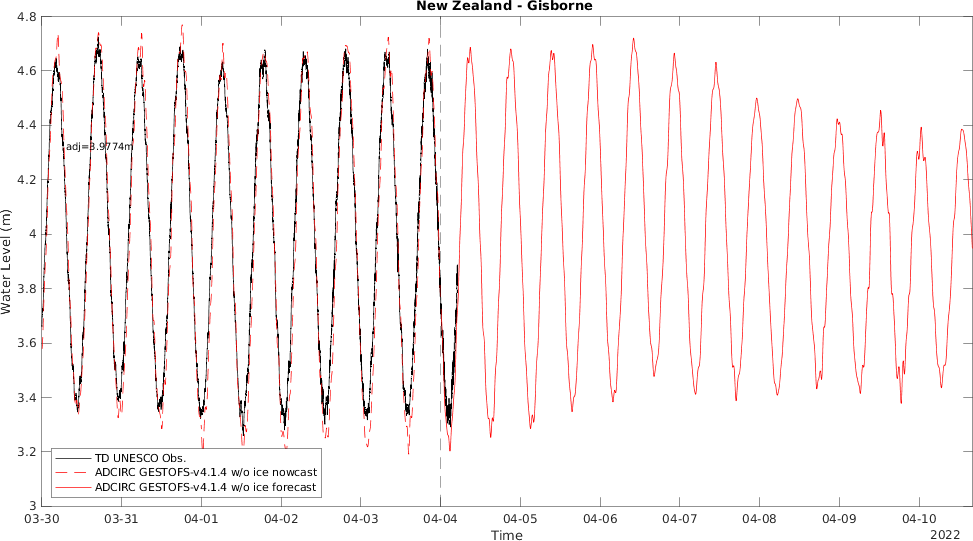 New Zealand - Gisborne
4.8
4.6
4.4
4.2
4
3.8
3.6
3.4
3.2
3
Water Level (m)
adj=3.9774m
TD UNESCO Obs.
ADCIRC GESTOFS-v4.1.4 w/o ice nowcast
ADCIRC GESTOFS-v4.1.4 w/o ice forecast
03-30 03-31 04-01 04-02 04-03 04-04 04-05 04-06 04-07 04-08 04-09 04-10
2022
Time